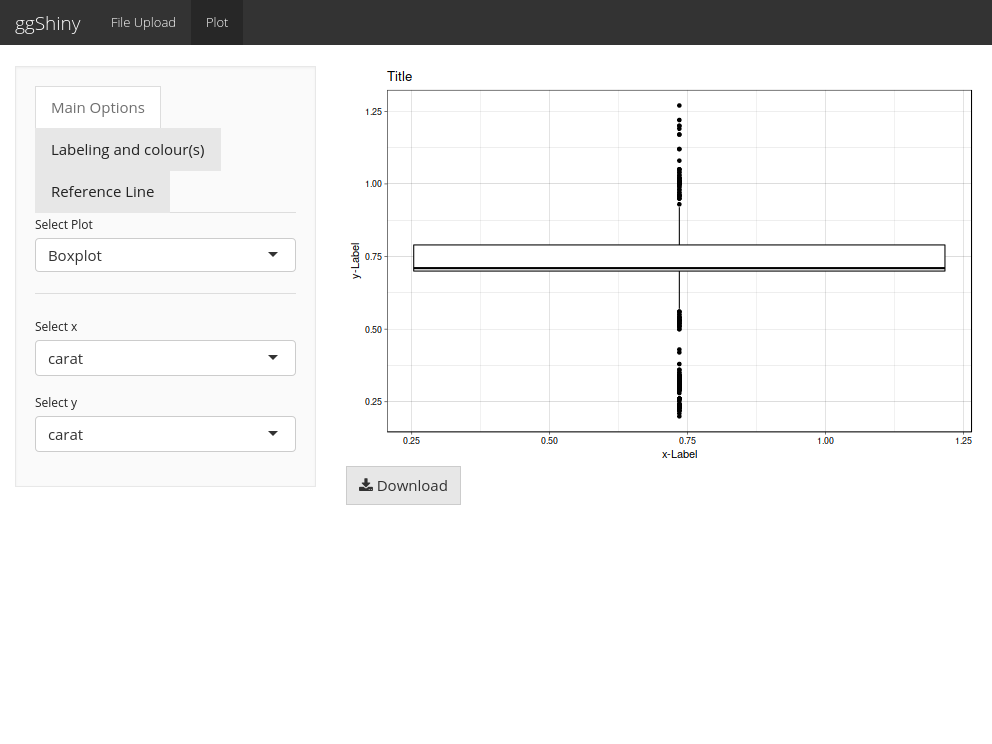 ggShiny File Upload Plot
Main Options
Labeling and colour(s)
Reference Line
Select Plot
Boxplot
Select x
carat
Select y
carat
Title
y-Label
1.25
1.00
0.75
0.50
0.25
0.25 0.50 0.75 1.00 1.25
x-Label
Download